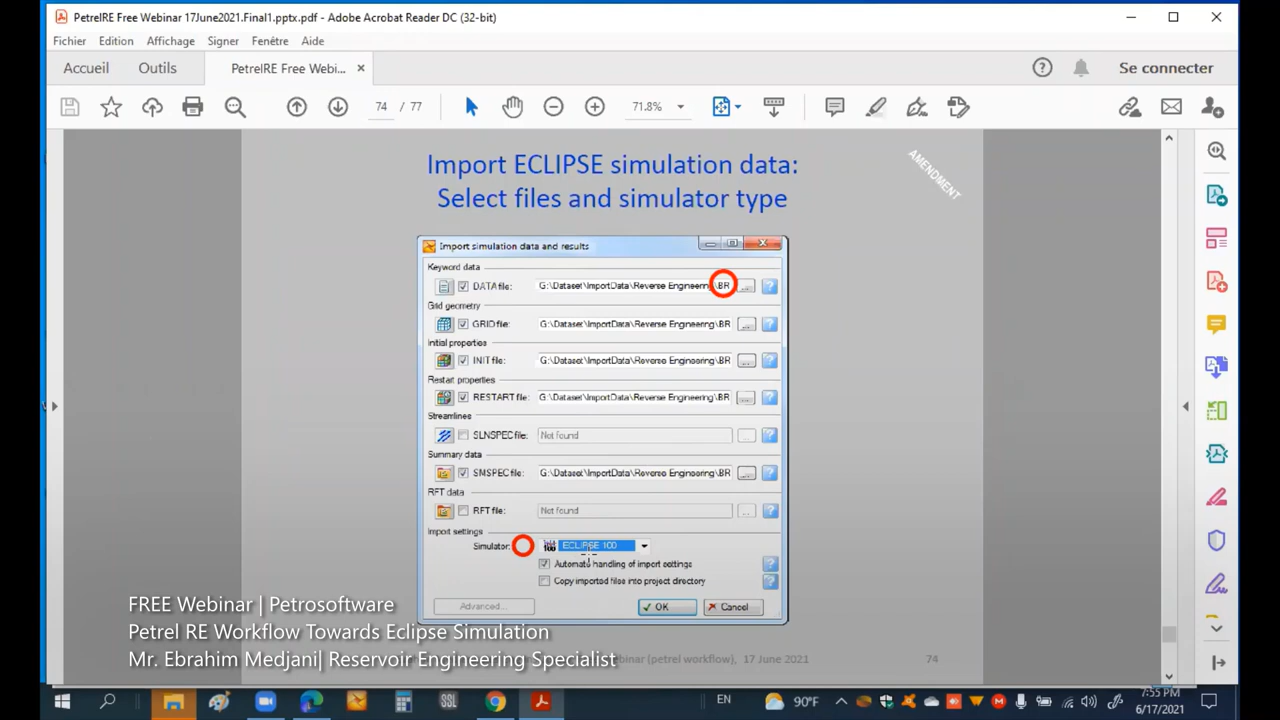 PetrelRE Free Webinar 17June2021.Final1.pptx.pdf - Adobe Acrobat Reader DC (32-bit)
Fichier Edition Affichage Signer Fenêtre Aide
Accueil Outils PetrelRE Free Webi... Se connecter
74 / 77 71.8%
Import ECLIPSE simulation data:
Select files and simulator type
AMENDMENT
Import simulation data and results
Keyword data
DATA file: G:\Dataset\ImportData\Reverse Engineering\BR ...
Grid geometry
GRID file: G:\Dataset\ImportData\Reverse Engineering\BR ...
Initial properties
INIT file: G:\Dataset\ImportData\Reverse Engineering\BR ...
Restart properties
RESTART file: G:\Dataset\ImportData\Reverse Engineering\BR ...
Streamlines
SLNSPEC file: Not found ...
Summary data
SMSPEC file: G:\Dataset\ImportData\Reverse Engineering\BR ...
RFT data
RFT file: Not found ...
Import settings
Simulator: 100 ECLIPSE 100
Automatic handling of import settings
Copy imported files into project directory
Advanced... OK Cancel
FREE Webinar | Petrosoftware
Petrel RE Workflow Towards Eclipse Simulation
Mr. Ebrahim Medjani| Reservoir Engineering Specialist
binar (petrel workflow), 17 June 2021 74
SSL EN 90°F 7:55 PM
6/17/2021